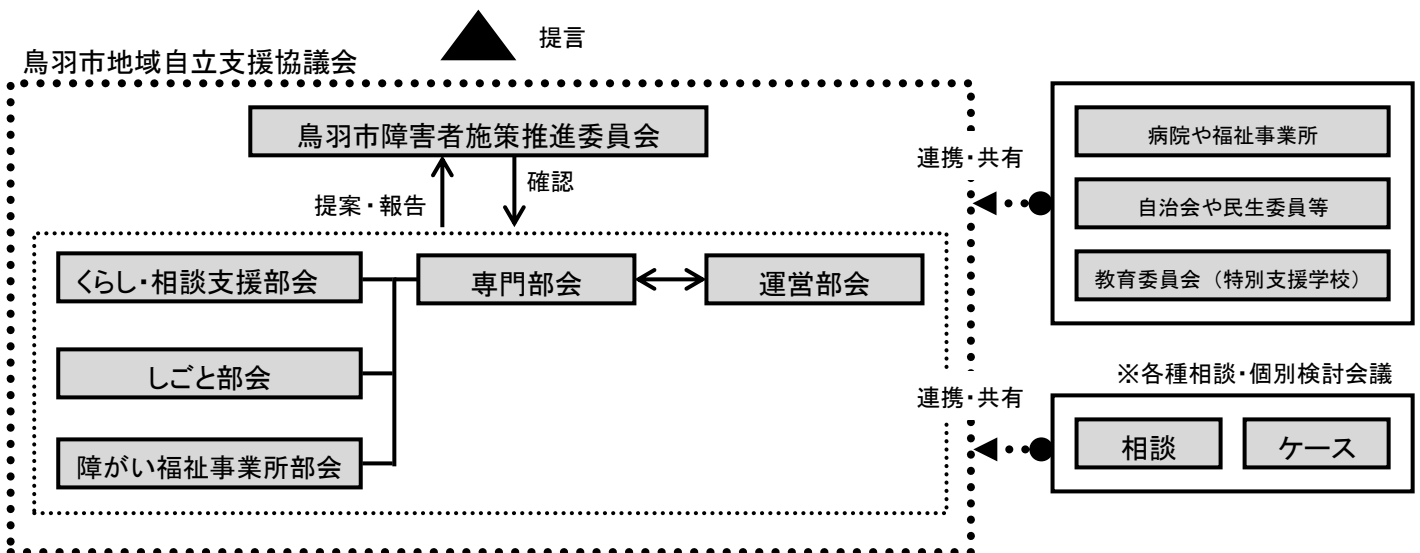 提言
鳥羽市地域自立支援協議会
鳥羽市障害者施策推進委員会
提案・報告
確認
くらし・相談支援部会
専門部会
運営部会
しごと部会
障がい福祉事業所部会
連携・共有
病院や福祉事業所
自治会や民生委員等
教育委員会（特別支援学校）
※各種相談・個別検討会議
連携・共有
相談
ケース